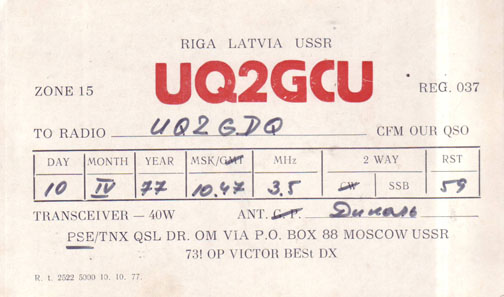 RIGA LATVIA USSR
UQ2GCU
ZONE 15 REG. 037
TO RADIO UQ2GDQ CFM OUR QSO
DAY MONTH YEAR MSK/GMT MHz 2 WAY RST
10 IV 77 10.47 3.5 CW SSB 59
TRANSCEIVER — 40W ANT. G.P. Диполь
PSE/TNX QSL DR. OM VIA P.O. BOX 88 MOSCOW USSR
73! OP VICTOR BESt DX
R. t. 2522 5000 10. 10. 77.